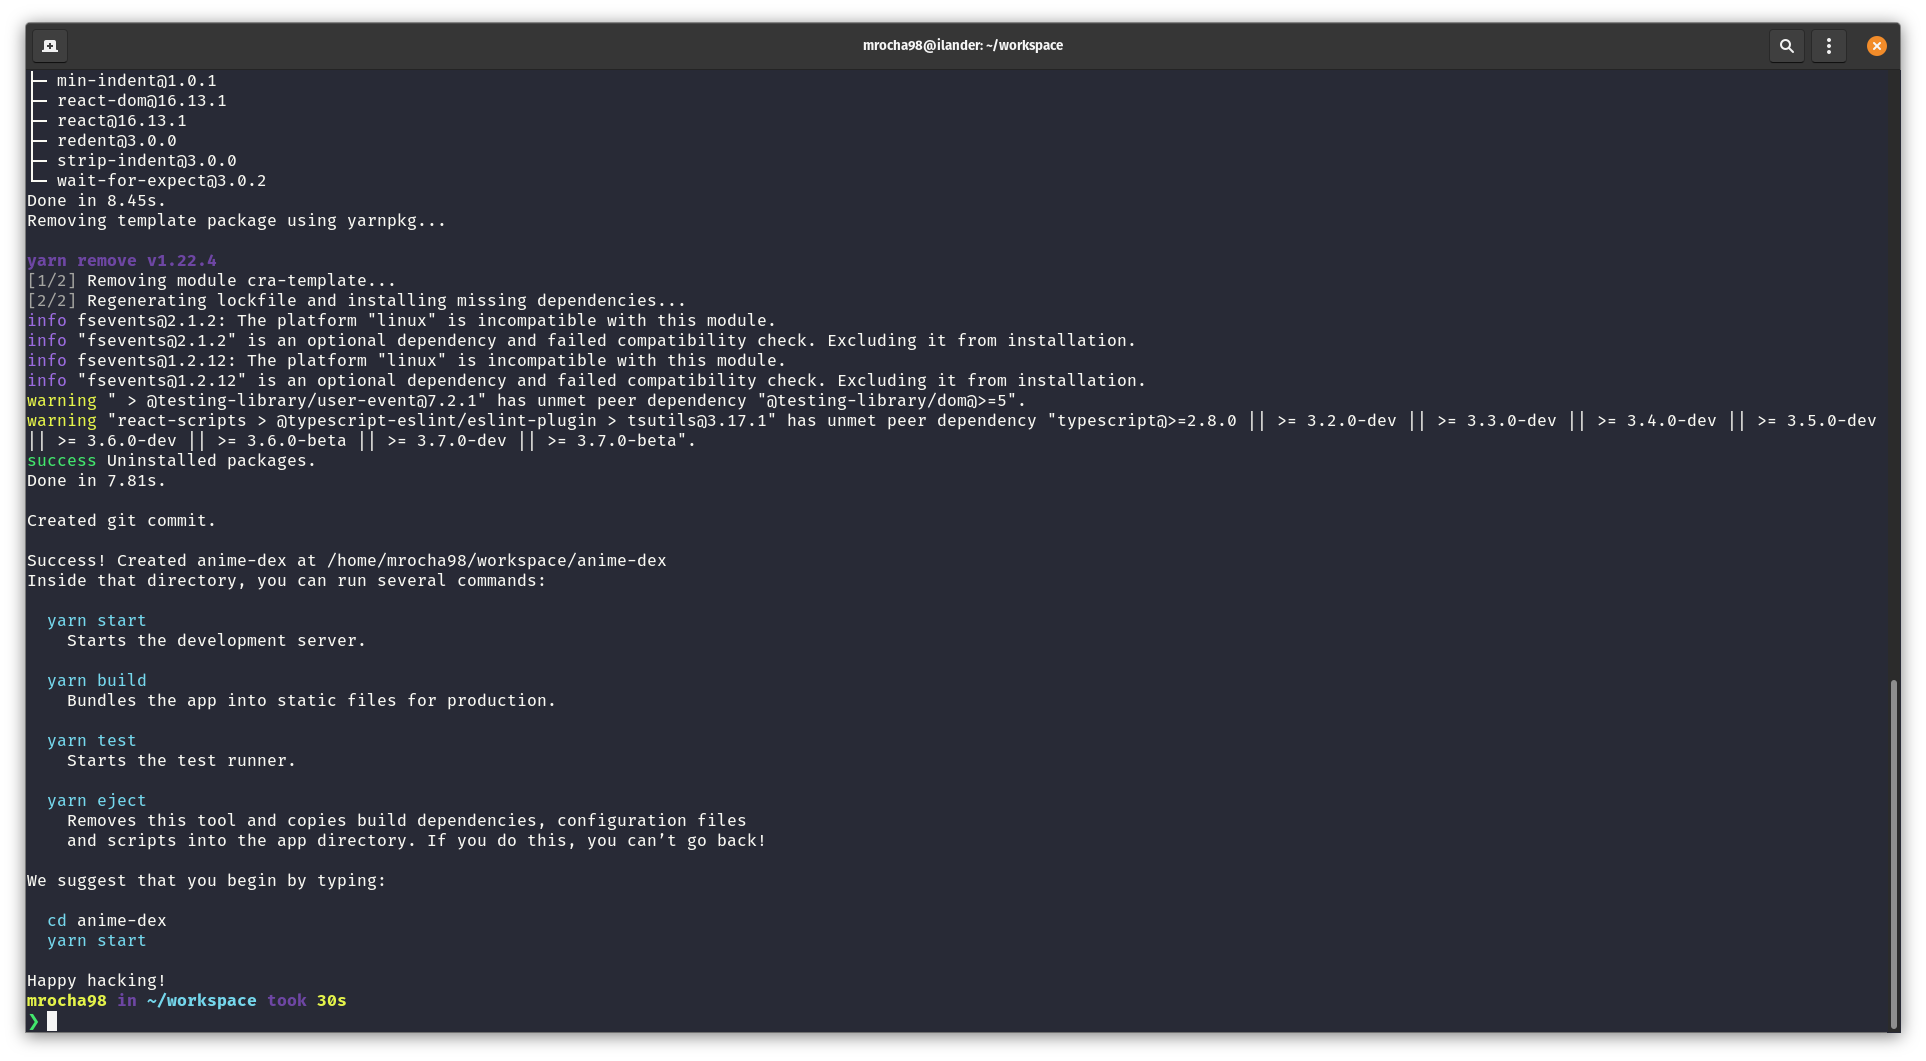 mrocha98@ilander: ~/workspace
├─ min-indent@1.0.1
├─ react-dom@16.13.1
├─ react@16.13.1
├─ redent@3.0.0
├─ strip-indent@3.0.0
└─ wait-for-expect@3.0.2
Done in 8.45s.
Removing template package using yarnpkg...
yarn remove v1.22.4
[1/2] Removing module cra-template...
[2/2] Regenerating lockfile and installing missing dependencies...
info fsevents@2.1.2: The platform "linux" is incompatible with this module.
info "fsevents@2.1.2" is an optional dependency and failed compatibility check. Excluding it from installation.
info fsevents@1.2.12: The platform "linux" is incompatible with this module.
info "fsevents@1.2.12" is an optional dependency and failed compatibility check. Excluding it from installation.
warning " > @testing-library/user-event@7.2.1" has unmet peer dependency "@testing-library/dom@>=5".
warning "react-scripts > @typescript-eslint/eslint-plugin > tsutils@3.17.1" has unmet peer dependency "typescript@>=2.8.0 || >= 3.2.0-dev || >= 3.3.0-dev || >= 3.4.0-dev || >= 3.5.0-dev
|| >= 3.6.0-dev || >= 3.6.0-beta || >= 3.7.0-dev || >= 3.7.0-beta".
success Uninstalled packages.
Done in 7.81s.
Created git commit.
Success! Created anime-dex at /home/mrocha98/workspace/anime-dex
Inside that directory, you can run several commands:
yarn start
Starts the development server.
yarn build
Bundles the app into static files for production.
yarn test
Starts the test runner.
yarn eject
Removes this tool and copies build dependencies, configuration files
and scripts into the app directory. If you do this, you can’t go back!
We suggest that you begin by typing:
cd anime-dex
yarn start
Happy hacking!
mrocha98 in ~/workspace took 30s
❯